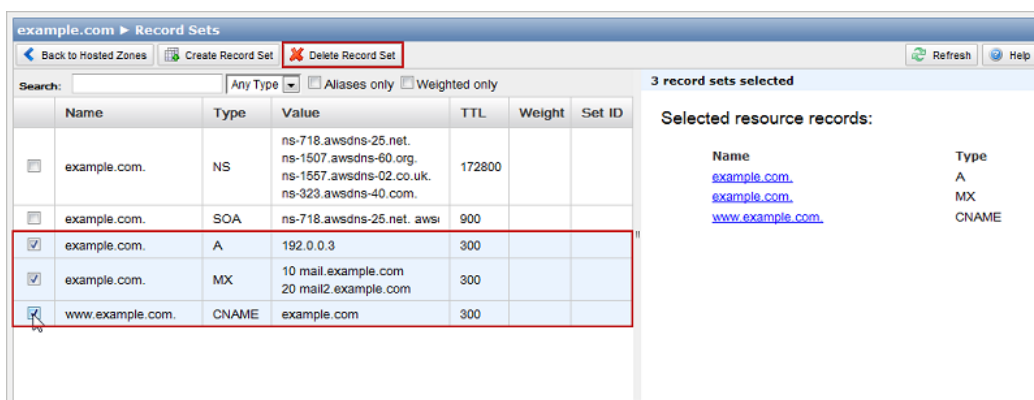 example.com ▶ Record Sets
Back to Hosted Zones Create Record Set Delete Record Set Refresh Help
Search: Any Type Aliases only Weighted only
Name Type Value TTL Weight Set ID
example.com. NS ns-718.awsdns-25.net. 172800
ns-1507.awsdns-60.org.
ns-1557.awsdns-02.co.uk.
ns-323.awsdns-40.com.
example.com. SOA ns-718.awsdns-25.net. aws 900
example.com. A 192.0.0.3 300
example.com. MX 10 mail.example.com 300
20 mail2.example.com
www.example.com. CNAME example.com 300
3 record sets selected
Selected resource records:
Name Type
example.com. A
example.com. MX
www.example.com. CNAME